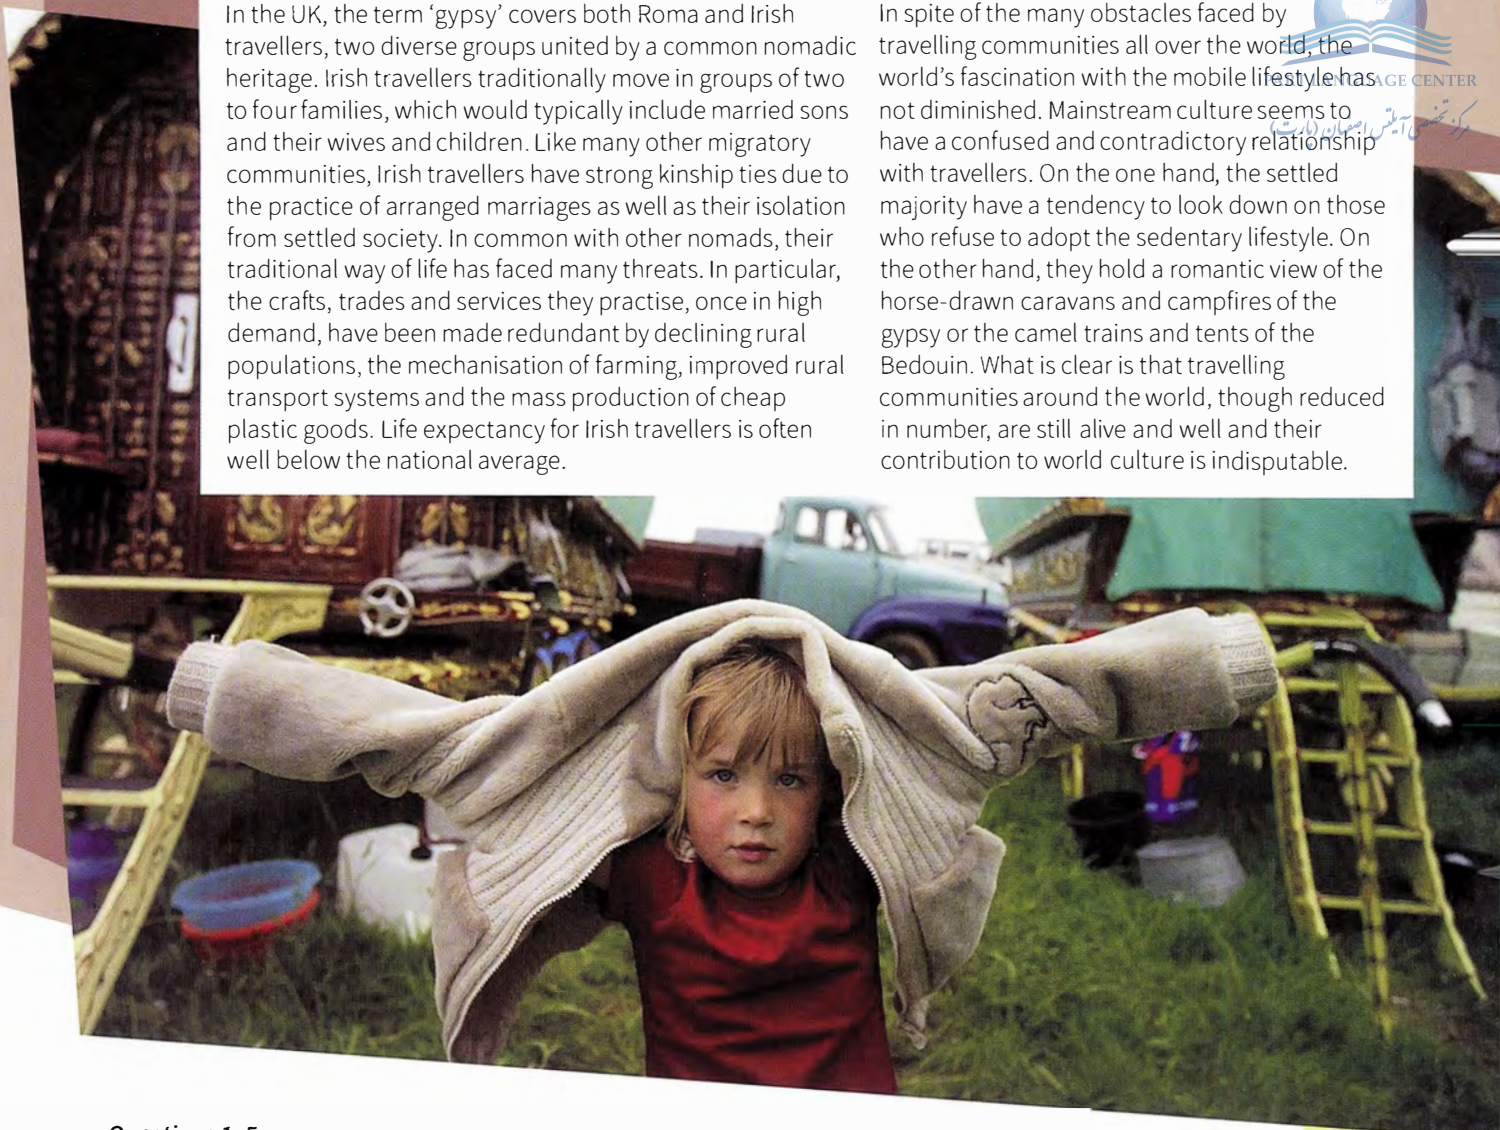 In the UK, the term ‘gypsy’ covers both Roma and Irish
travellers, two diverse groups united by a common nomadic
heritage. Irish travellers traditionally move in groups of two
to four families, which would typically include married sons
and their wives and children. Like many other migratory
communities, Irish travellers have strong kinship ties due to
the practice of arranged marriages as well as their isolation
from settled society. In common with other nomads, their
traditional way of life has faced many threats. In particular,
the crafts, trades and services they practise, once in high
demand, have been made redundant by declining rural
populations, the mechanisation of farming, improved rural
transport systems and the mass production of cheap
plastic goods. Life expectancy for Irish travellers is often
well below the national average.
In spite of the many obstacles faced by
travelling communities all over the world, the
world’s fascination with the mobile lifestyle has
not diminished. Mainstream culture seems to
have a confused and contradictory relationship
with travellers. On the one hand, the settled
majority have a tendency to look down on those
who refuse to adopt the sedentary lifestyle. On
the other hand, they hold a romantic view of the
horse-drawn caravans and campfires of the
gypsy or the camel trains and tents of the
Bedouin. What is clear is that travelling
communities around the world, though reduced
in number, are still alive and well and their
contribution to world culture is indisputable.
LANGUAGE CENTER
مرکز تخصصی آیلتس اصفهان (پارت)